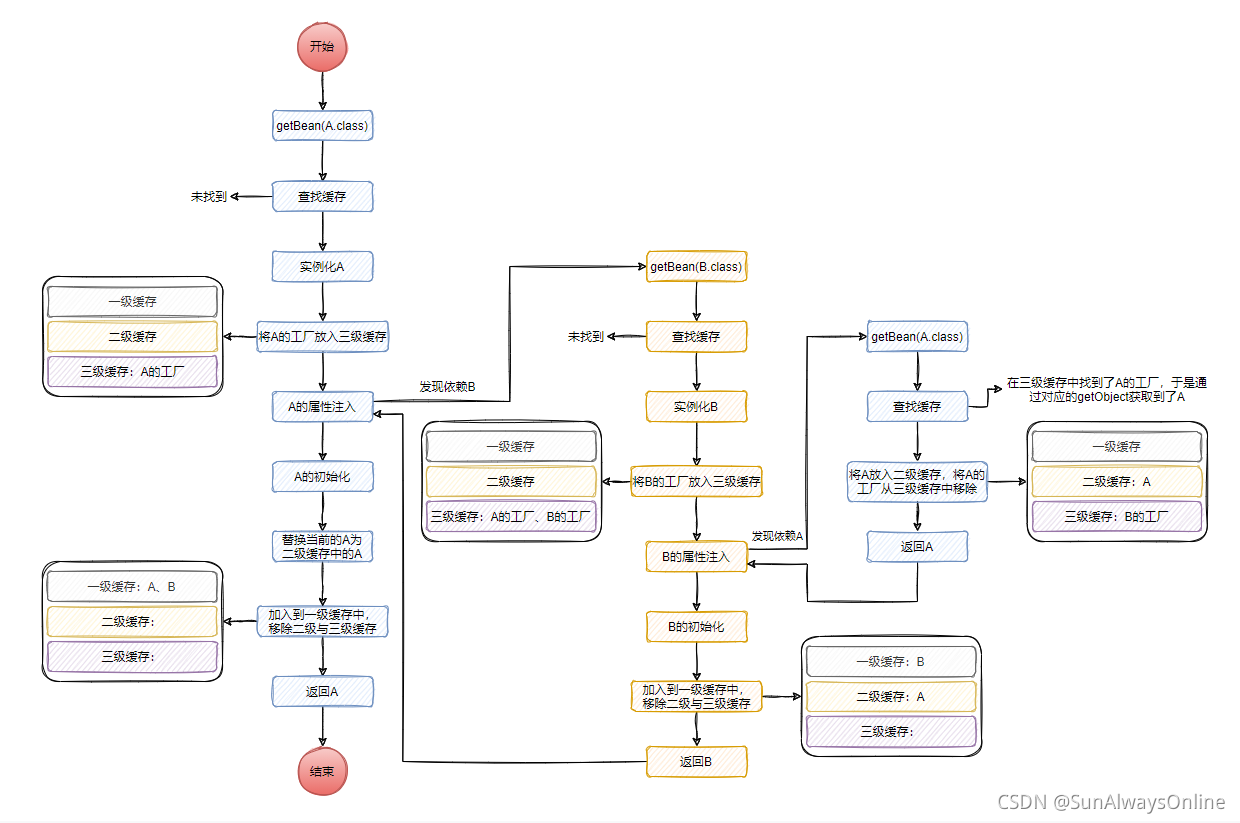 开始
getBean(A.class)
查找缓存
未找到
实例化A
将A的工厂放入三级缓存
一级缓存
二级缓存
三级缓存：A的工厂
A的属性注入
发现依赖B
A的初始化
替换当前的A为
二级缓存中的A
加入到一级缓存中，
移除二级与三级缓存
一级缓存：A、B
二级缓存：
三级缓存：
返回A
结束
getBean(B.class)
查找缓存
未找到
实例化B
将B的工厂放入三级缓存
一级缓存
二级缓存
三级缓存：A的工厂、B的工厂
B的属性注入
发现依赖A
B的初始化
加入到一级缓存中，
移除二级与三级缓存
一级缓存：B
二级缓存：A
三级缓存：
返回B
getBean(A.class)
查找缓存
在三级缓存中找到了A的工厂，于是通
过对应的getObject获取到了A
将A放入二级缓存，将A的
工厂从三级缓存中移除
一级缓存
二级缓存：A
三级缓存：B的工厂
返回A
CSDN @SunAlwaysOnline